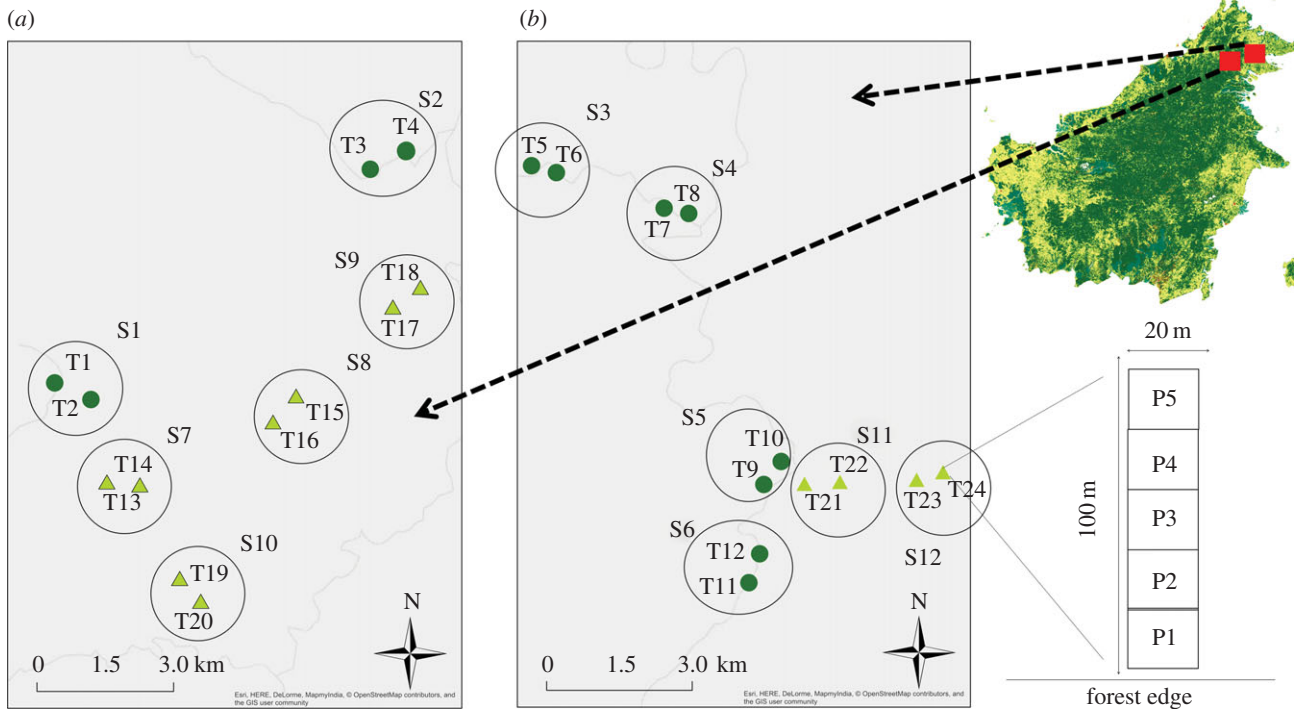 (a)
S2
T4
T3
S9
T18
T17
S1
T1
T2
S8
T15
T16
S7
T14
T13
S10
T19
T20
N
0 1.5 3.0 km
Esri, HERE, DeLorme, MapmyIndia, © OpenStreetMap contributors, and
the GIS user community
(b)
S3
T5
T6
S4
T8
T7
S5
T10
T9
S11
T22
T21
T23
T24
S12
S6
T12
T11
N
0 1.5 3.0 km
Esri, HERE, DeLorme, MapmyIndia, © OpenStreetMap contributors, and
the GIS user community
20 m
100 m
P5
P4
P3
P2
P1
forest edge